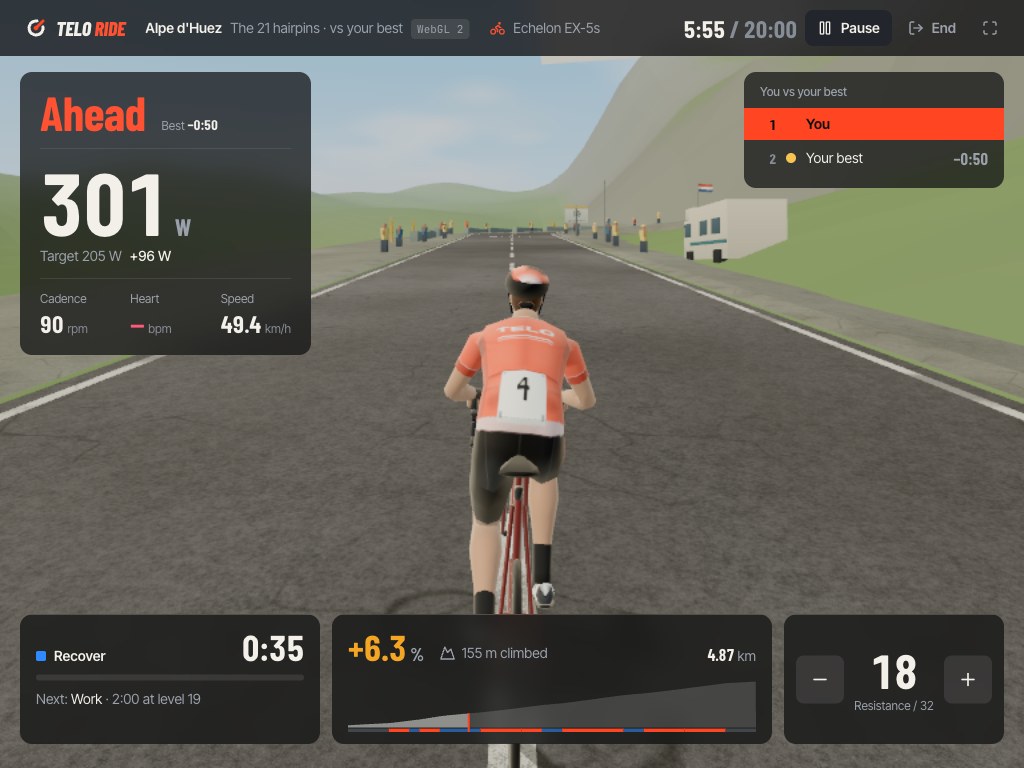 TELO RIDE Alpe d'Huez The 21 hairpins · vs your best WebGL 2 Echelon EX-5s 5:55 / 20:00 Pause End
Ahead Best −0:50
301 W
Target 205 W +96 W
Cadence Heart Speed
90 rpm — bpm 49.4 km/h
You vs your best
1 You
2 Your best −0:50
TELO
4
Recover 0:35
Next: Work · 2:00 at level 19
+6.3 % 155 m climbed 4.87 km
− 18 +
Resistance / 32